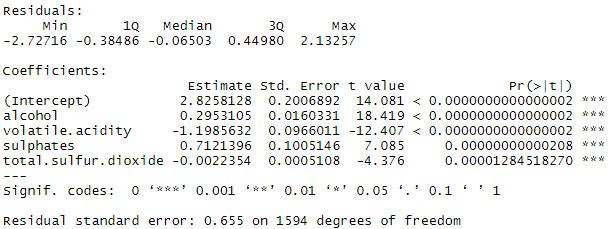 Residuals:
     Min       1Q   Median       3Q      Max
-2.72716 -0.38486 -0.06503  0.44980  2.13257
Coefficients:
                       Estimate Std. Error t value             Pr(>|t|)
(Intercept)           2.8258128  0.2006892  14.081 < 0.0000000000000002 ***
alcohol               0.2953105  0.0160331  18.419 < 0.0000000000000002 ***
volatile.acidity     -1.1985632  0.0966011 -12.407 < 0.0000000000000002 ***
sulphates             0.7121396  0.1005146   7.085     0.00000000000208 ***
total.sulfur.dioxide -0.0022354  0.0005108  -4.376     0.00001284518270 ***
---
Signif. codes:  0 ‘***’ 0.001 ‘**’ 0.01 ‘*’ 0.05 ‘.’ 0.1 ‘ ’ 1
Residual standard error: 0.655 on 1594 degrees of freedom